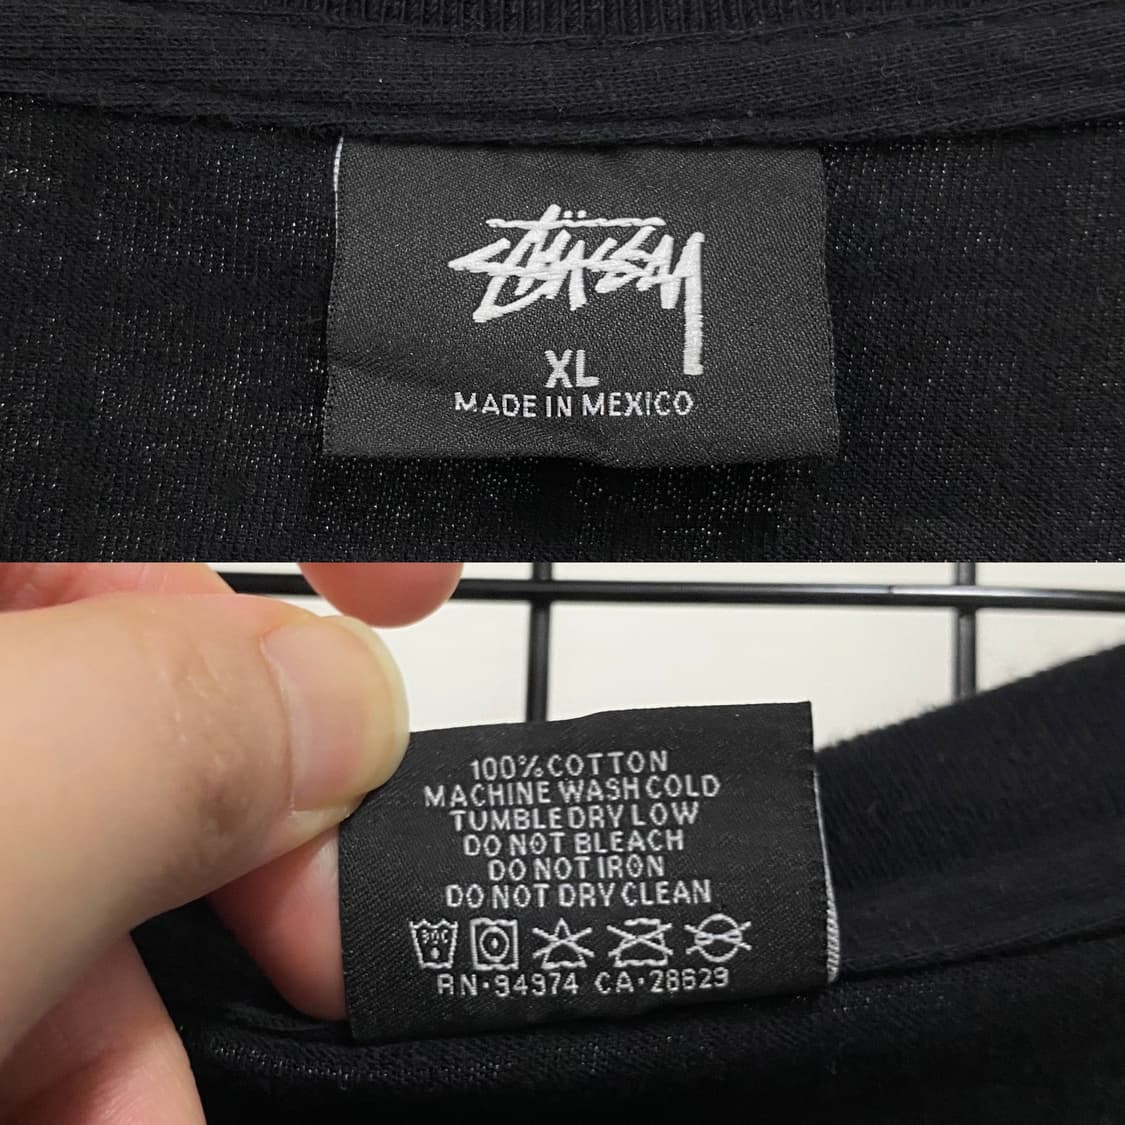 STÜSSY
XL
MADE IN MEXICO
100% COTTON
MACHINE WASH COLD
TUMBLE DRY LOW
DO NOT BLEACH
DO NOT IRON
DO NOT DRY CLEAN
30C
RN·94974 CA·28629